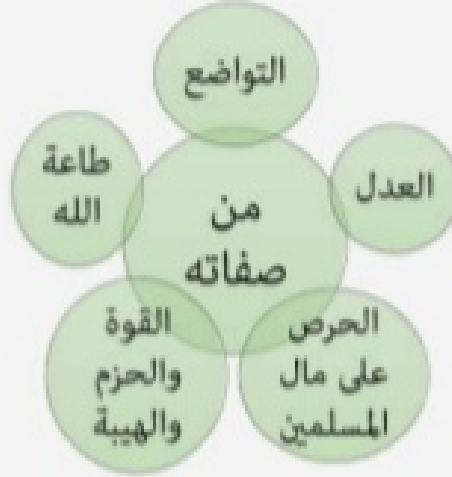 التواضع
العدل
طاعة
الله
من
صفاته
الحرص
على مال
المسلمين
القوة
والحزم
والهيبة